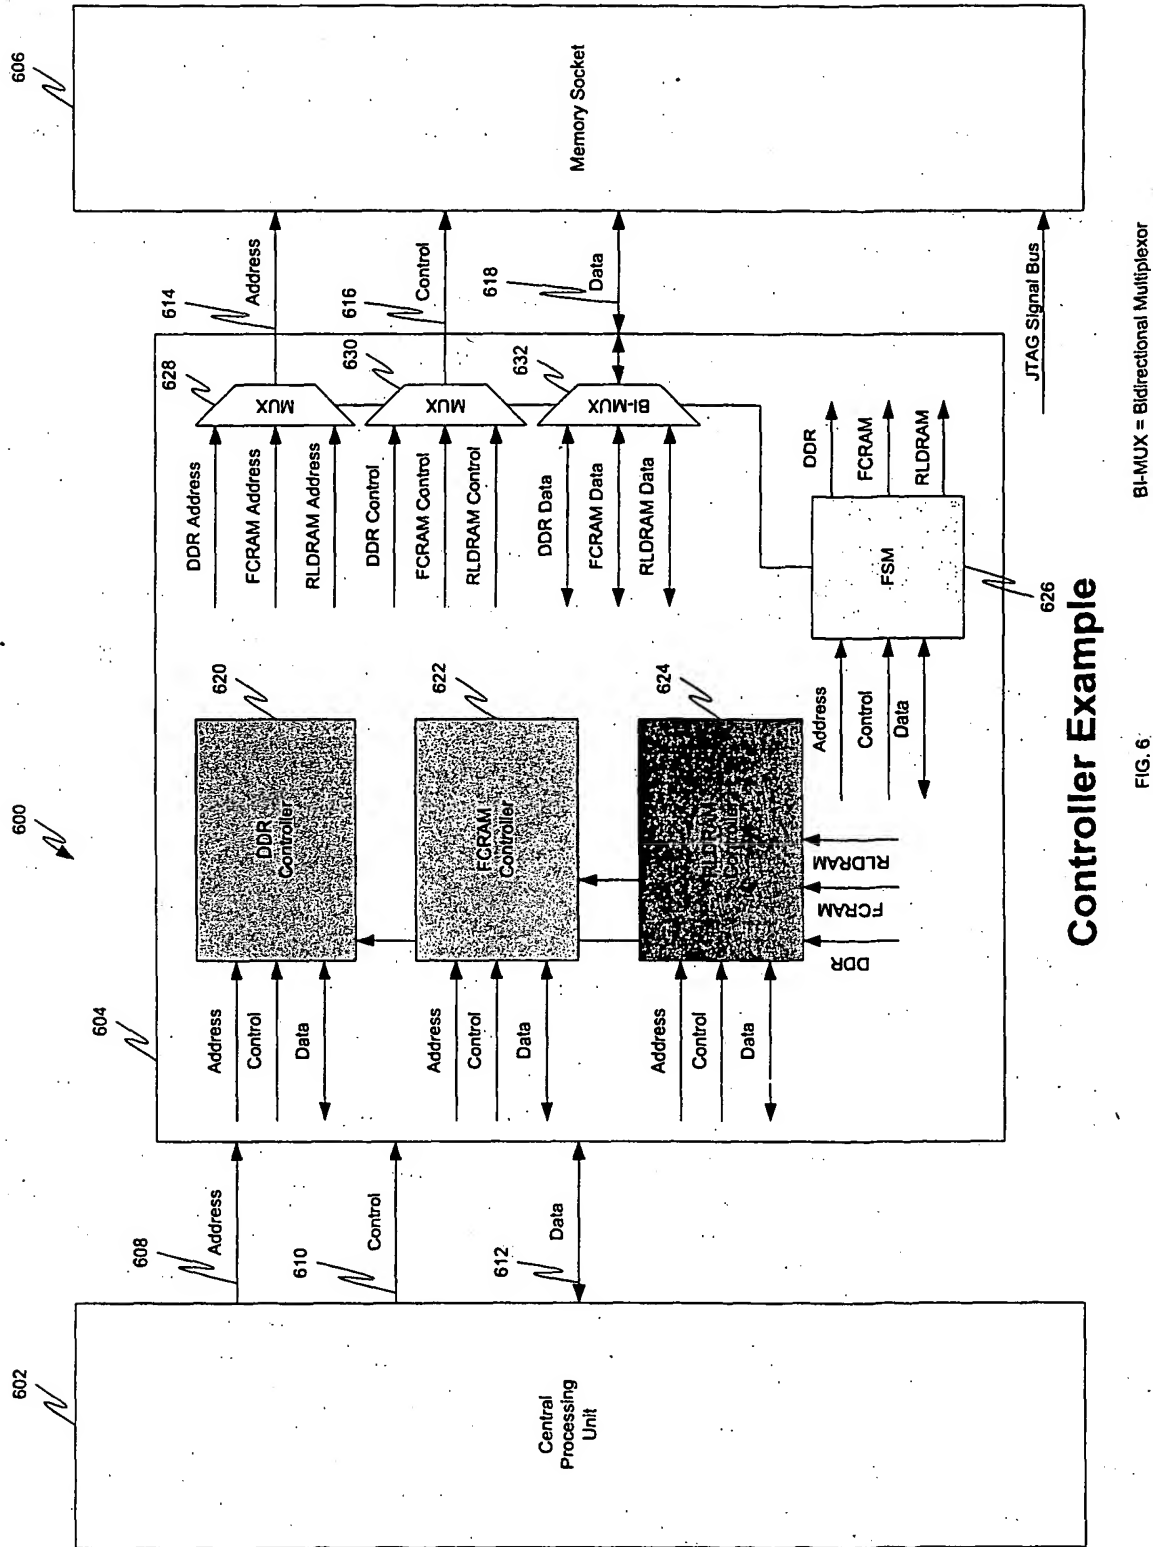 600
602
Central
Processing
Unit
608
Address
610
Control
612
Data
604
Address
Control
Data
DDR
Controller
620
Address
Control
Data
FCRAM
Controller
622
Address
Control
Data
RLDRAM
Controller
624
DDR
FCRAM
RLDRAM
DDR Address
FCRAM Address
RLDRAM Address
MUX
628
DDR Control
FCRAM Control
RLDRAM Control
MUX
630
DDR Data
FCRAM Data
RLDRAM Data
BI-MUX
632
Address
Control
Data
FSM
626
DDR
FCRAM
RLDRAM
614
Address
616
Control
618
Data
JTAG Signal Bus
606
Memory Socket
Controller Example
FIG. 6
BI-MUX = Bidirectional Multiplexor